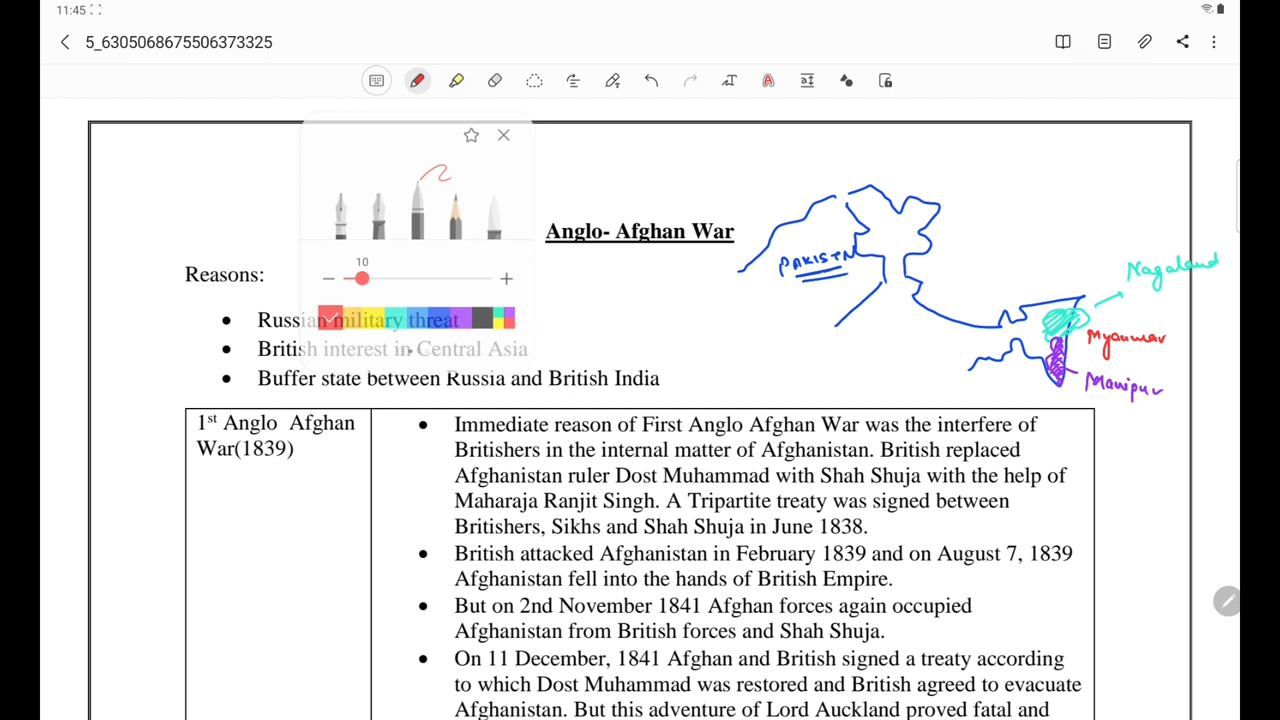 11:45
5_6305068675506373325
10
Anglo- Afghan War
PAKISTN
Nagaland
Myanmar
Manipur
Reasons:
• Russian military threat
• British interest in Central Asia
• Buffer state between Russia and British India
1st Anglo Afghan
War(1839)
• Immediate reason of First Anglo Afghan War was the interfere of
Britishers in the internal matter of Afghanistan. British replaced
Afghanistan ruler Dost Muhammad with Shah Shuja with the help of
Maharaja Ranjit Singh. A Tripartite treaty was signed between
Britishers, Sikhs and Shah Shuja in June 1838.
• British attacked Afghanistan in February 1839 and on August 7, 1839
Afghanistan fell into the hands of British Empire.
• But on 2nd November 1841 Afghan forces again occupied
Afghanistan from British forces and Shah Shuja.
• On 11 December, 1841 Afghan and British signed a treaty according
to which Dost Muhammad was restored and British agreed to evacuate
Afghanistan. But this adventure of Lord Auckland proved fatal and